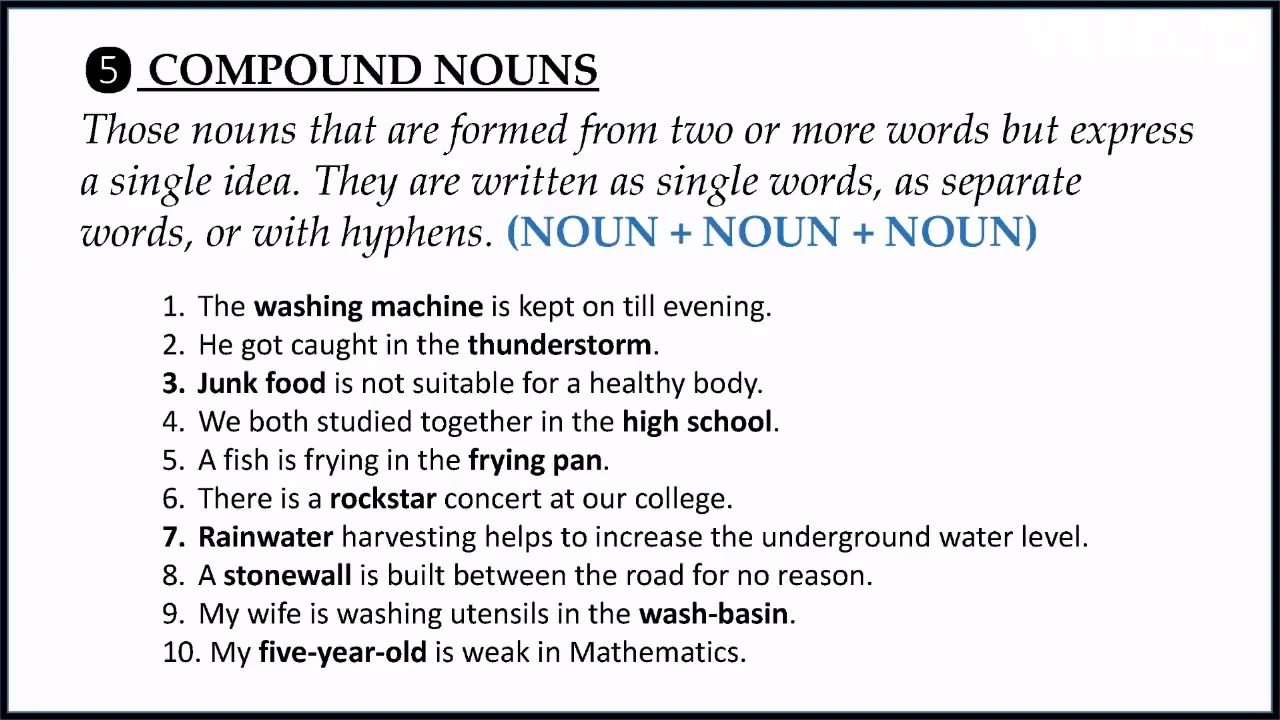 5 COMPOUND NOUNS
Those nouns that are formed from two or more words but express
a single idea. They are written as single words, as separate
words, or with hyphens. (NOUN + NOUN + NOUN)
1. The washing machine is kept on till evening.
2. He got caught in the thunderstorm.
3. Junk food is not suitable for a healthy body.
4. We both studied together in the high school.
5. A fish is frying in the frying pan.
6. There is a rockstar concert at our college.
7. Rainwater harvesting helps to increase the underground water level.
8. A stonewall is built between the road for no reason.
9. My wife is washing utensils in the wash-basin.
10. My five-year-old is weak in Mathematics.